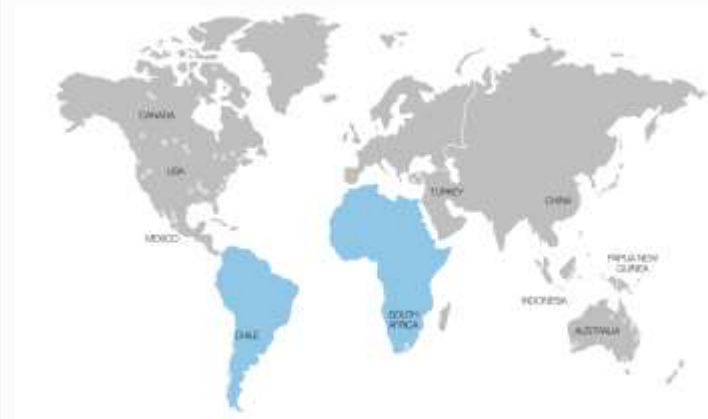 CANADA
USA
MEXICO
TURKEY
CHINA
PAPUA NEW
GUINEA
INDONESIA
SOUTH
AFRICA
CHILE
AUSTRALIA